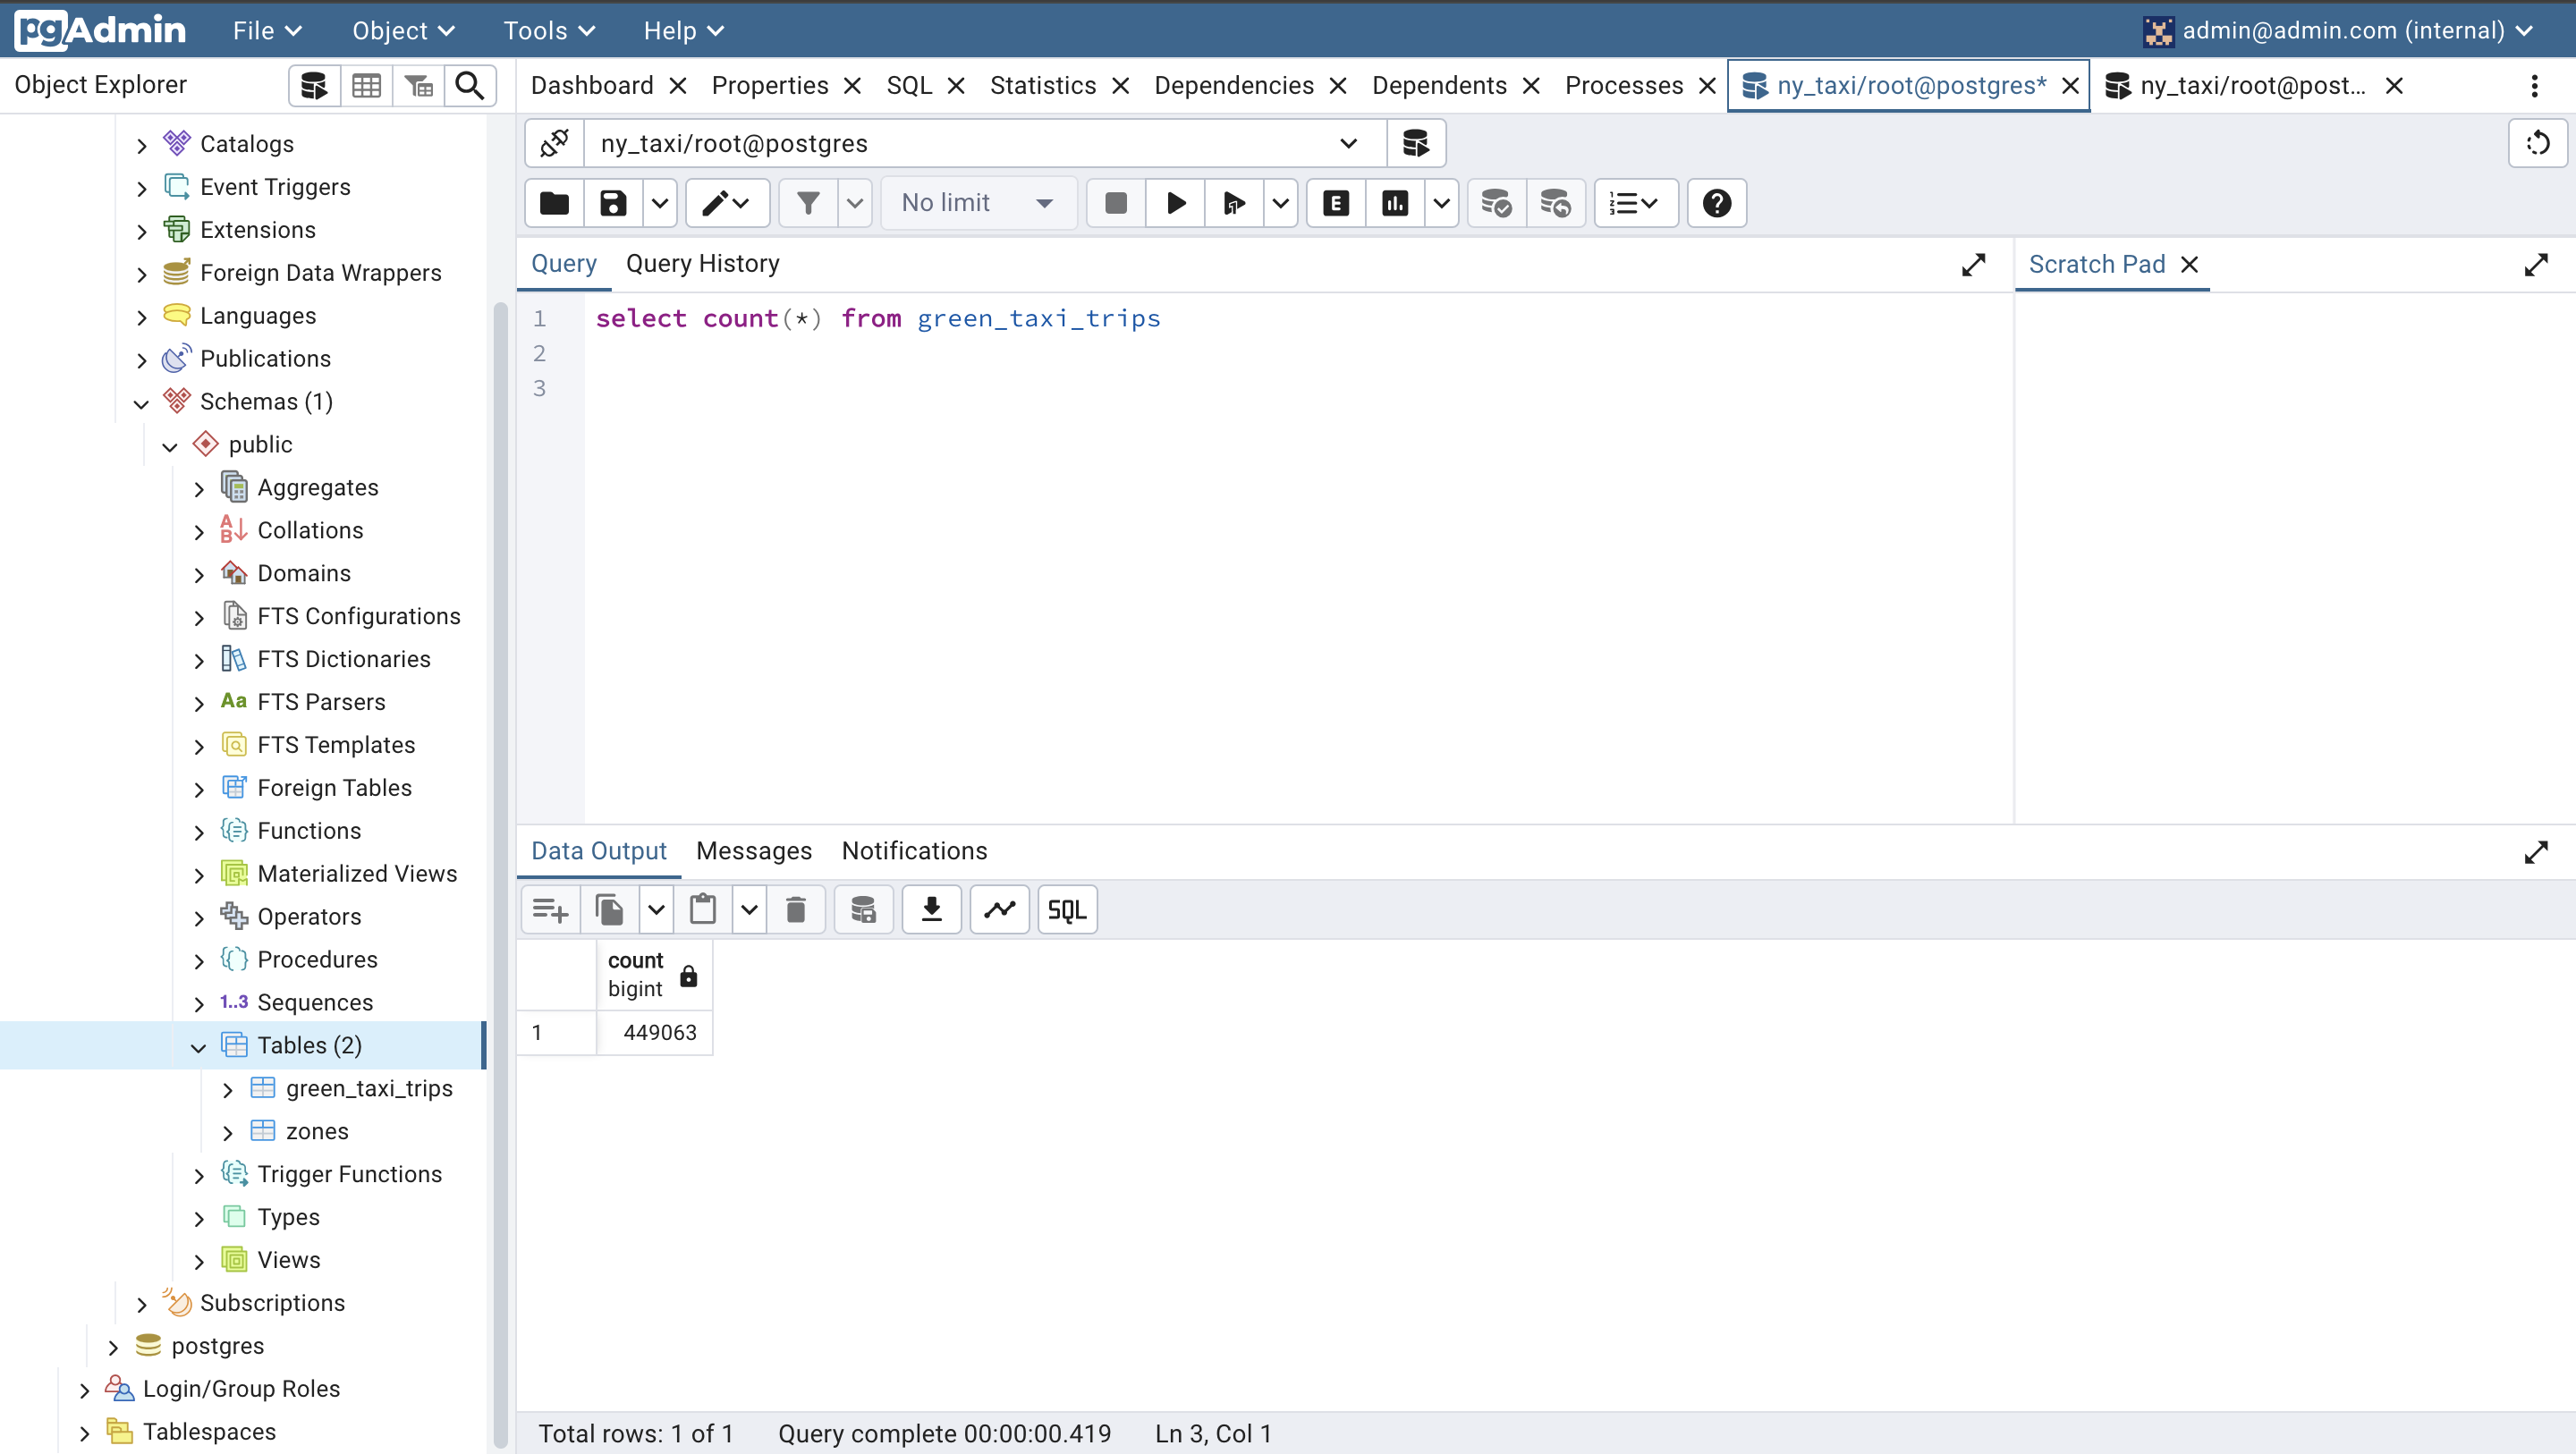 pgAdmin File Object Tools Help admin@admin.com (internal)
Object Explorer
Dashboard Properties SQL Statistics Dependencies Dependents Processes ny_taxi/root@postgres* ny_taxi/root@post...
Catalogs
Event Triggers
Extensions
Foreign Data Wrappers
Languages
Publications
Schemas (1)
public
Aggregates
Collations
Domains
FTS Configurations
FTS Dictionaries
Aa FTS Parsers
FTS Templates
Foreign Tables
Functions
Materialized Views
Operators
Procedures
1..3 Sequences
Tables (2)
green_taxi_trips
zones
Trigger Functions
Types
Views
Subscriptions
postgres
Login/Group Roles
Tablespaces
ny_taxi/root@postgres
No limit
E
Query Query History
Scratch Pad
1 select count(*) from green_taxi_trips
2
3
Data Output Messages Notifications
SQL
count
bigint
1 449063
Total rows: 1 of 1 Query complete 00:00:00.419 Ln 3, Col 1